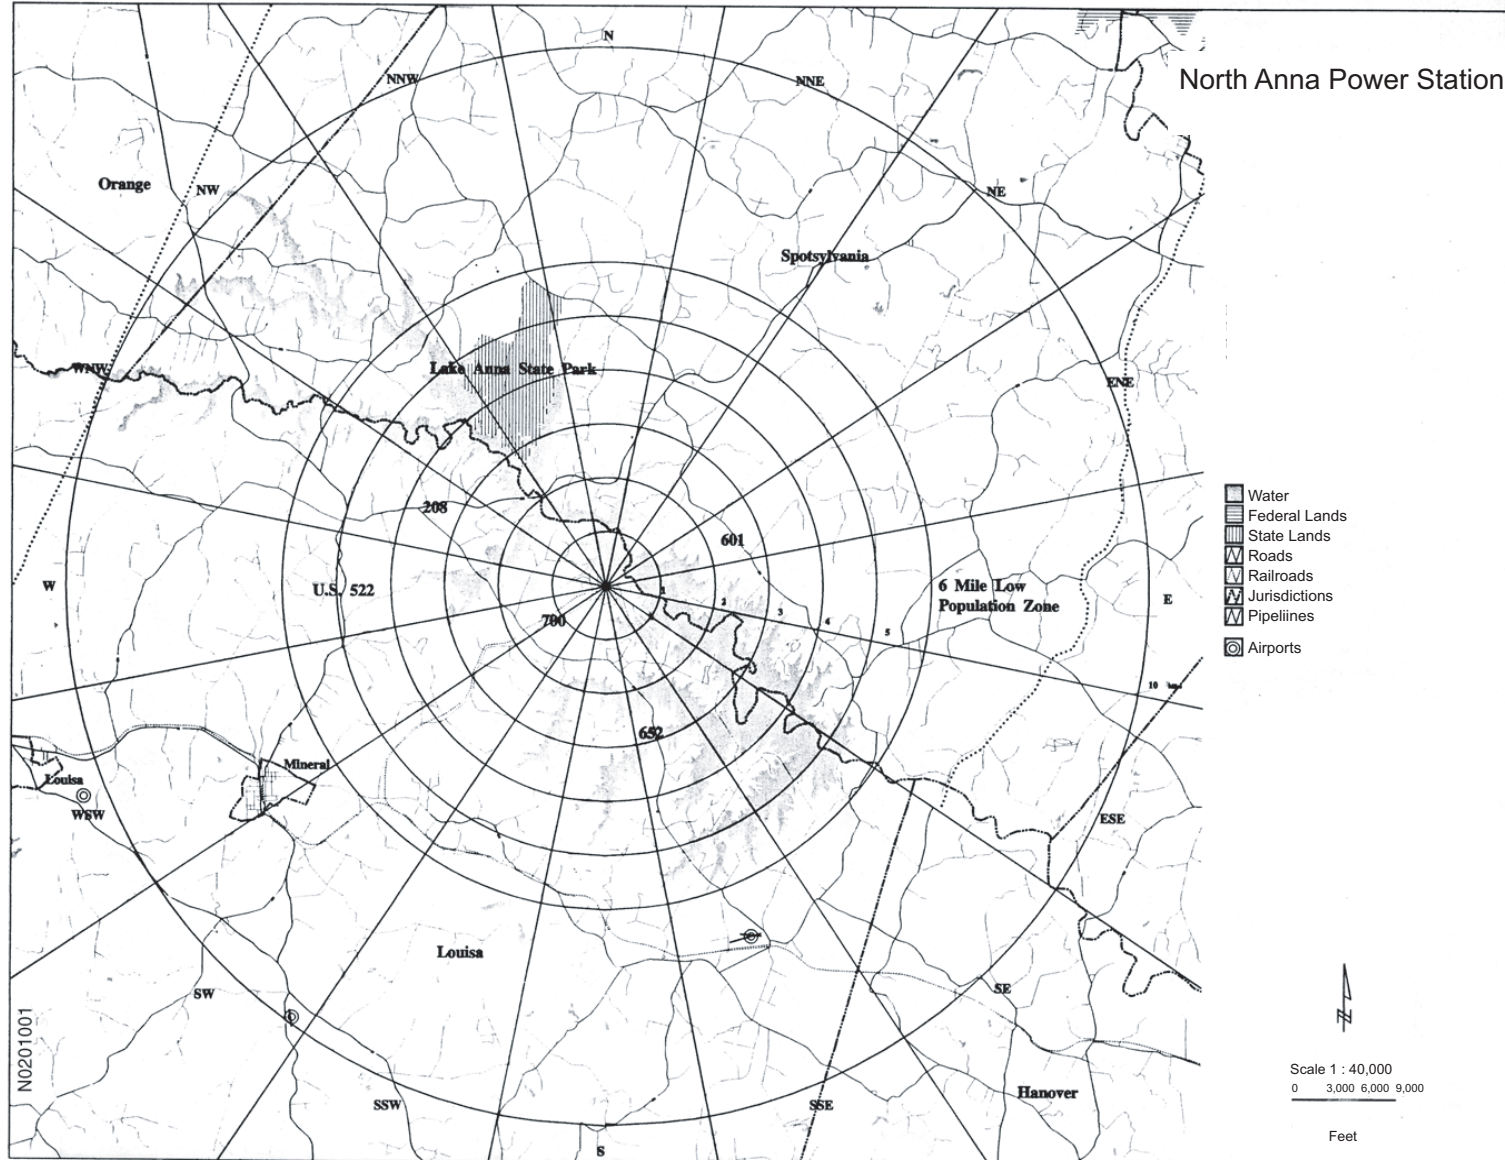 North Anna Power Station
N
NNW
NNE
Orange
NW
NE
Spotsylvania
Lake Anna State Park
WNW
ENE
208
601
U.S. 522
6 Mile Low
Population Zone
W
E
700
1
2
3
4
5
10
652
Mineral
Louisa
WSW
ESE
Louisa
SW
SE
Hanover
SSW
SSE
S
N0201001
Water
Federal Lands
State Lands
Roads
Railroads
Jurisdictions
Pipeliines
Airports
N
Scale 1 : 40,000
0 3,000 6,000 9,000
Feet